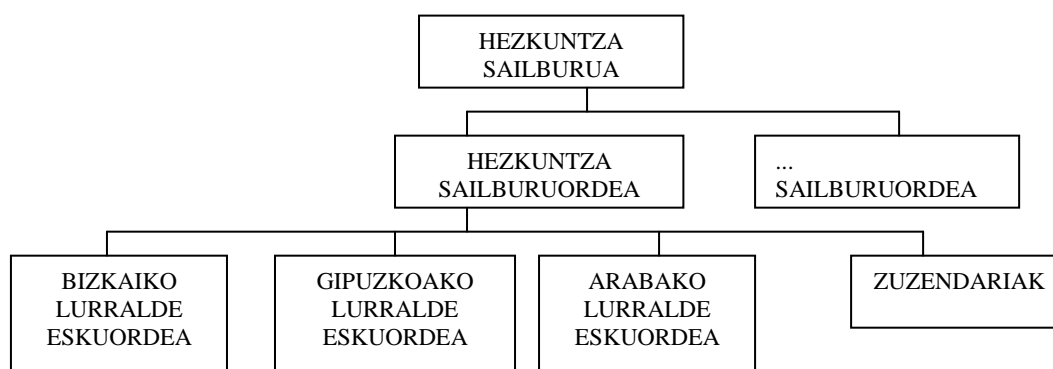 HEZKUNTZA
SAILBURUA
HEZKUNTZA
SAILBURUORDEA
...
SAILBURUORDEA
BIZKAIKO
LURRALDE
ESKUORDEA
GIPUZKOAKO
LURRALDE
ESKUORDEA
ARABAKO
LURRALDE
ESKUORDEA
ZUZENDARIAK